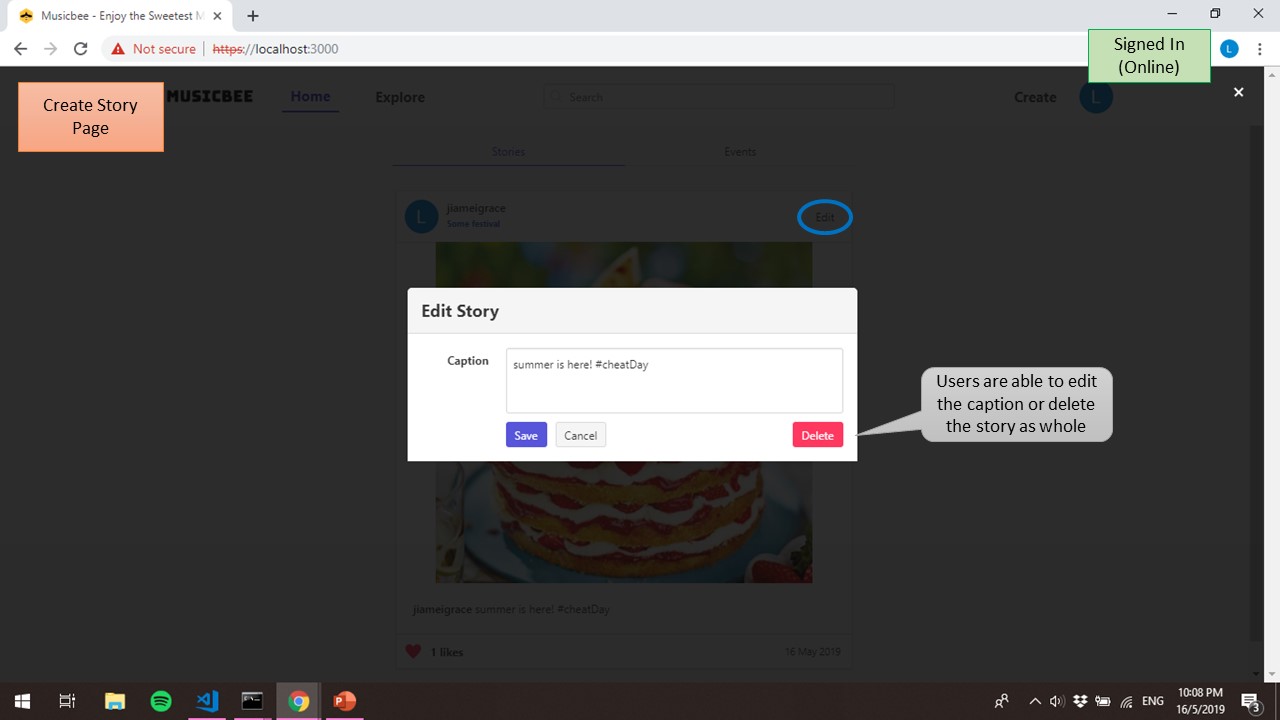 Musicbee - Enjoy the Sweetest M
Not secure
https://localhost:3000
L
Signed In
(Online)
Create Story
Page
MUSICBEE
Home
Explore
Search
Create
L
Stories
Events
L
jiameigrace
Some festival
Edit
Edit Story
Caption
summer is here! #cheatDay
Save
Cancel
Delete
Users are able to edit
the caption or delete
the story as whole
jiameigrace summer is here! #cheatDay
1 likes
16 May 2019
ENG
10:08 PM
16/5/2019
3